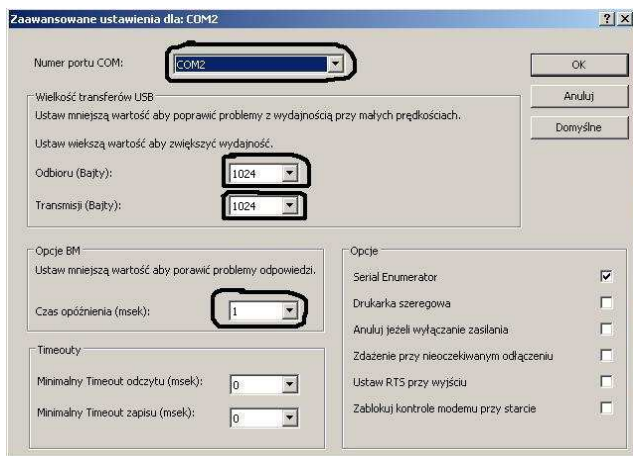 Zaawansowane ustawienia dla: COM2
Numer portu COM:
COM2
OK
Anuluj
Domyślne
Wielkość transferów USB
Ustaw mniejszą wartość aby poprawić problemy z wydajnością przy małych prędkościach.
Ustaw wiekszą wartość aby zwiększyć wydajność.
Odbioru (Bajty):
1024
Transmisji (Bajty):
1024
Opcje BM
Ustaw mniejszą wartość aby porawić problemy odpowiedzi.
Czas opóźnienia (msek):
1
Timeouty
Minimalny Timeout odczytu (msek):
0
Minimalny Timeout zapisu (msek):
0
Opcje
Serial Enumerator
Drukarka szeregowa
Anuluj jeżeli wyłączanie zasilania
Zdażenie przy nieoczekiwanym odłączeniu
Ustaw RTS przy wyjściu
Zablokuj kontrole modemu przy starcie